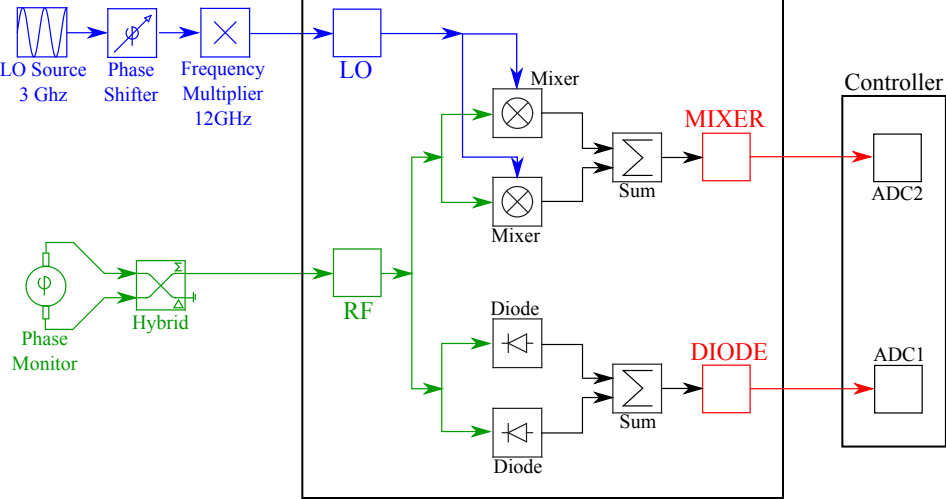 LO Source
3 Ghz
Phase
Shifter
Frequency
Multiplier
12GHz
LO
Mixer
Mixer
Sum
MIXER
Controller
ADC2
φ
Phase
Monitor
Σ
Δ
Hybrid
RF
Diode
Diode
Sum
DIODE
ADC1